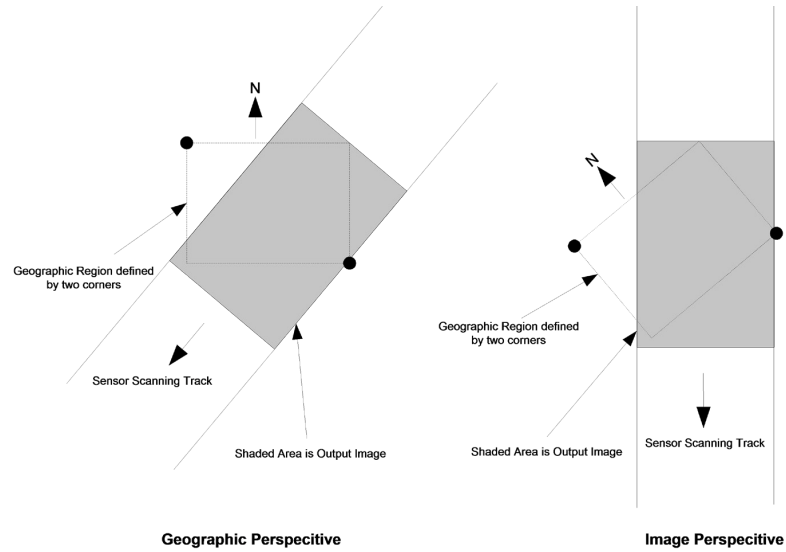 N
Geographic Region defined
by two corners
Sensor Scanning Track
Shaded Area is Output Image
Geographic Perspecitive
N
Geographic Region defined
by two corners
Shaded Area is Output Image
Sensor Scanning Track
Image Perspecitive